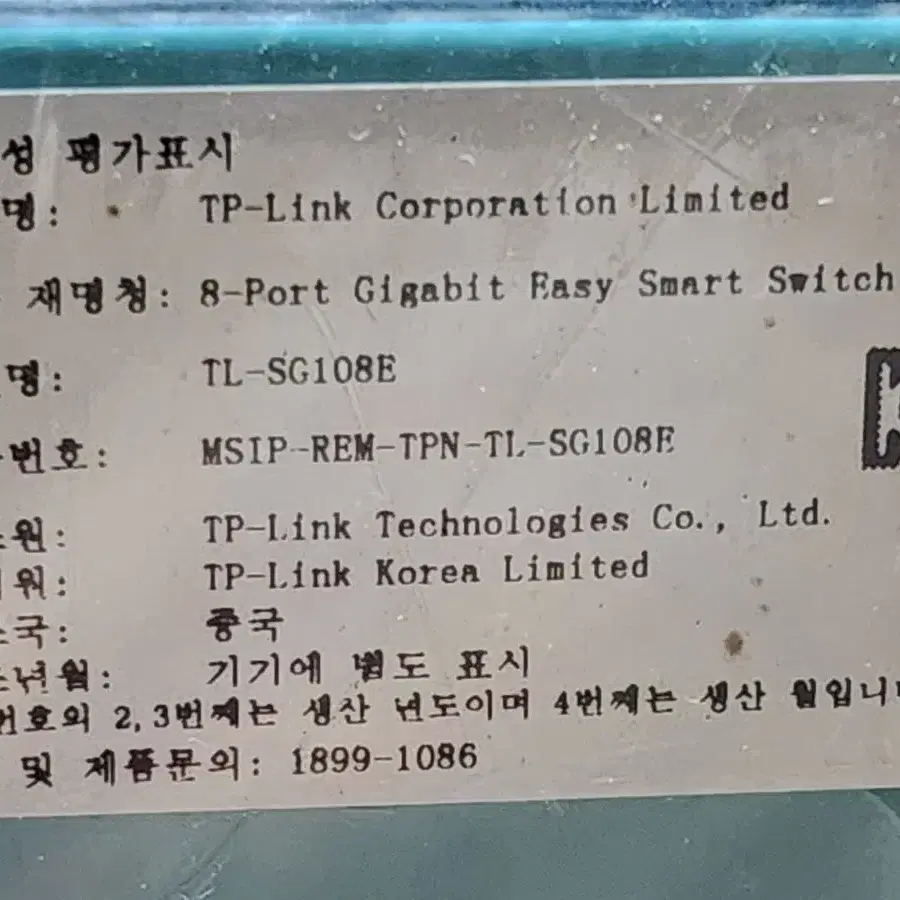 성 평가표시
명: TP-Link Corporation Limited
재명칭: 8-Port Gigabit Easy Smart Switch
명: TL-SG108E
번호: MSIP-REM-TPN-TL-SG108E
원: TP-Link Technologies Co., Ltd.
TP-Link Korea Limited
국: 중국
년월: 기기에 별도 표시
번호의 2,3번째는 생산 년도이며 4번째는 생산 월입니
및 제품문의: 1899-1086